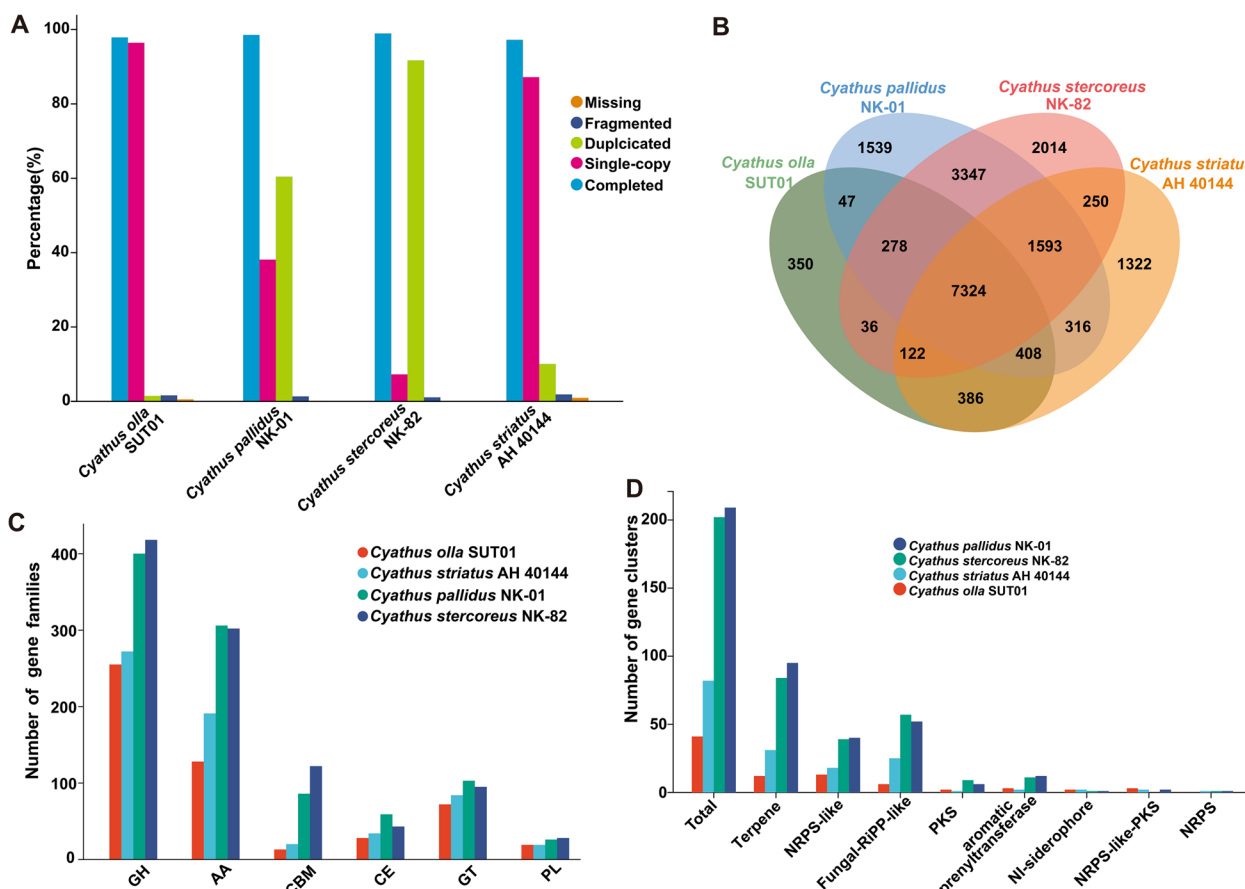 A
100
80
60
40
20
0
Percentage(%)
Missing
Fragmented
Duplcicated
Single-copy
Completed
Cyathus olla
SUT01
Cyathus pallidus
NK-01
Cyathus stercoreus
NK-82
Cyathus striatus
AH 40144
B
Cyathus pallidus
NK-01
Cyathus stercoreus
NK-82
Cyathus olla
SUT01
Cyathus striatu
AH 40144
1539
2014
3347
47
250
278
1593
350
1322
7324
36
316
122
408
386
C
400
300
200
100
0
Number of gene families
Cyathus olla SUT01
Cyathus striatus AH 40144
Cyathus pallidus NK-01
Cyathus stercoreus NK-82
GH
AA
CBM
CE
GT
PL
D
200
150
100
50
0
Number of gene clusters
Cyathus pallidus NK-01
Cyathus stercoreus NK-82
Cyathus striatus AH 40144
Cyathus olla SUT01
Total
Terpene
NRPS-like
Fungal-RiPP-like
PKS
aromatic
prenyltransferase
NI-siderophore
NRPS-like-PKS
NRPS